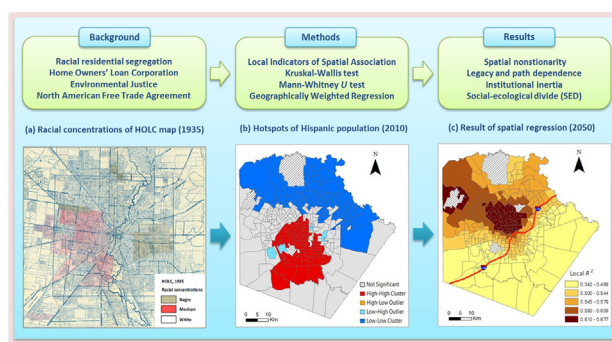 Background
Racial residential segregation
Home Owners' Loan Corporation
Environmental Justice
North American Free Trade Agreement
Methods
Local Indicators of Spatial Association
Kruskal-Wallis test
Mann-Whitney U test
Geographically Weighted Regression
Results
Spatial nonstionarity
Legacy and path dependence
Institutional inertia
Social-ecological divide (SED)
(a) Racial concentrations of HOLC map (1935)
HOLC, 1935
Racial concentrations
Negro
Mexican
White
(b) Hotspots of Hispanic population (2010)
N
Not Significant
High-High Cluster
High-Low Outlier
Low-High Outlier
Low-Low Cluster
0 5 10
Km
(c) Result of spatial regression (2050)
N
Local R²
0.342 - 0.498
0.500 - 0.544
0.545 - 0.579
0.610 - 0.677
0 5 10
Km